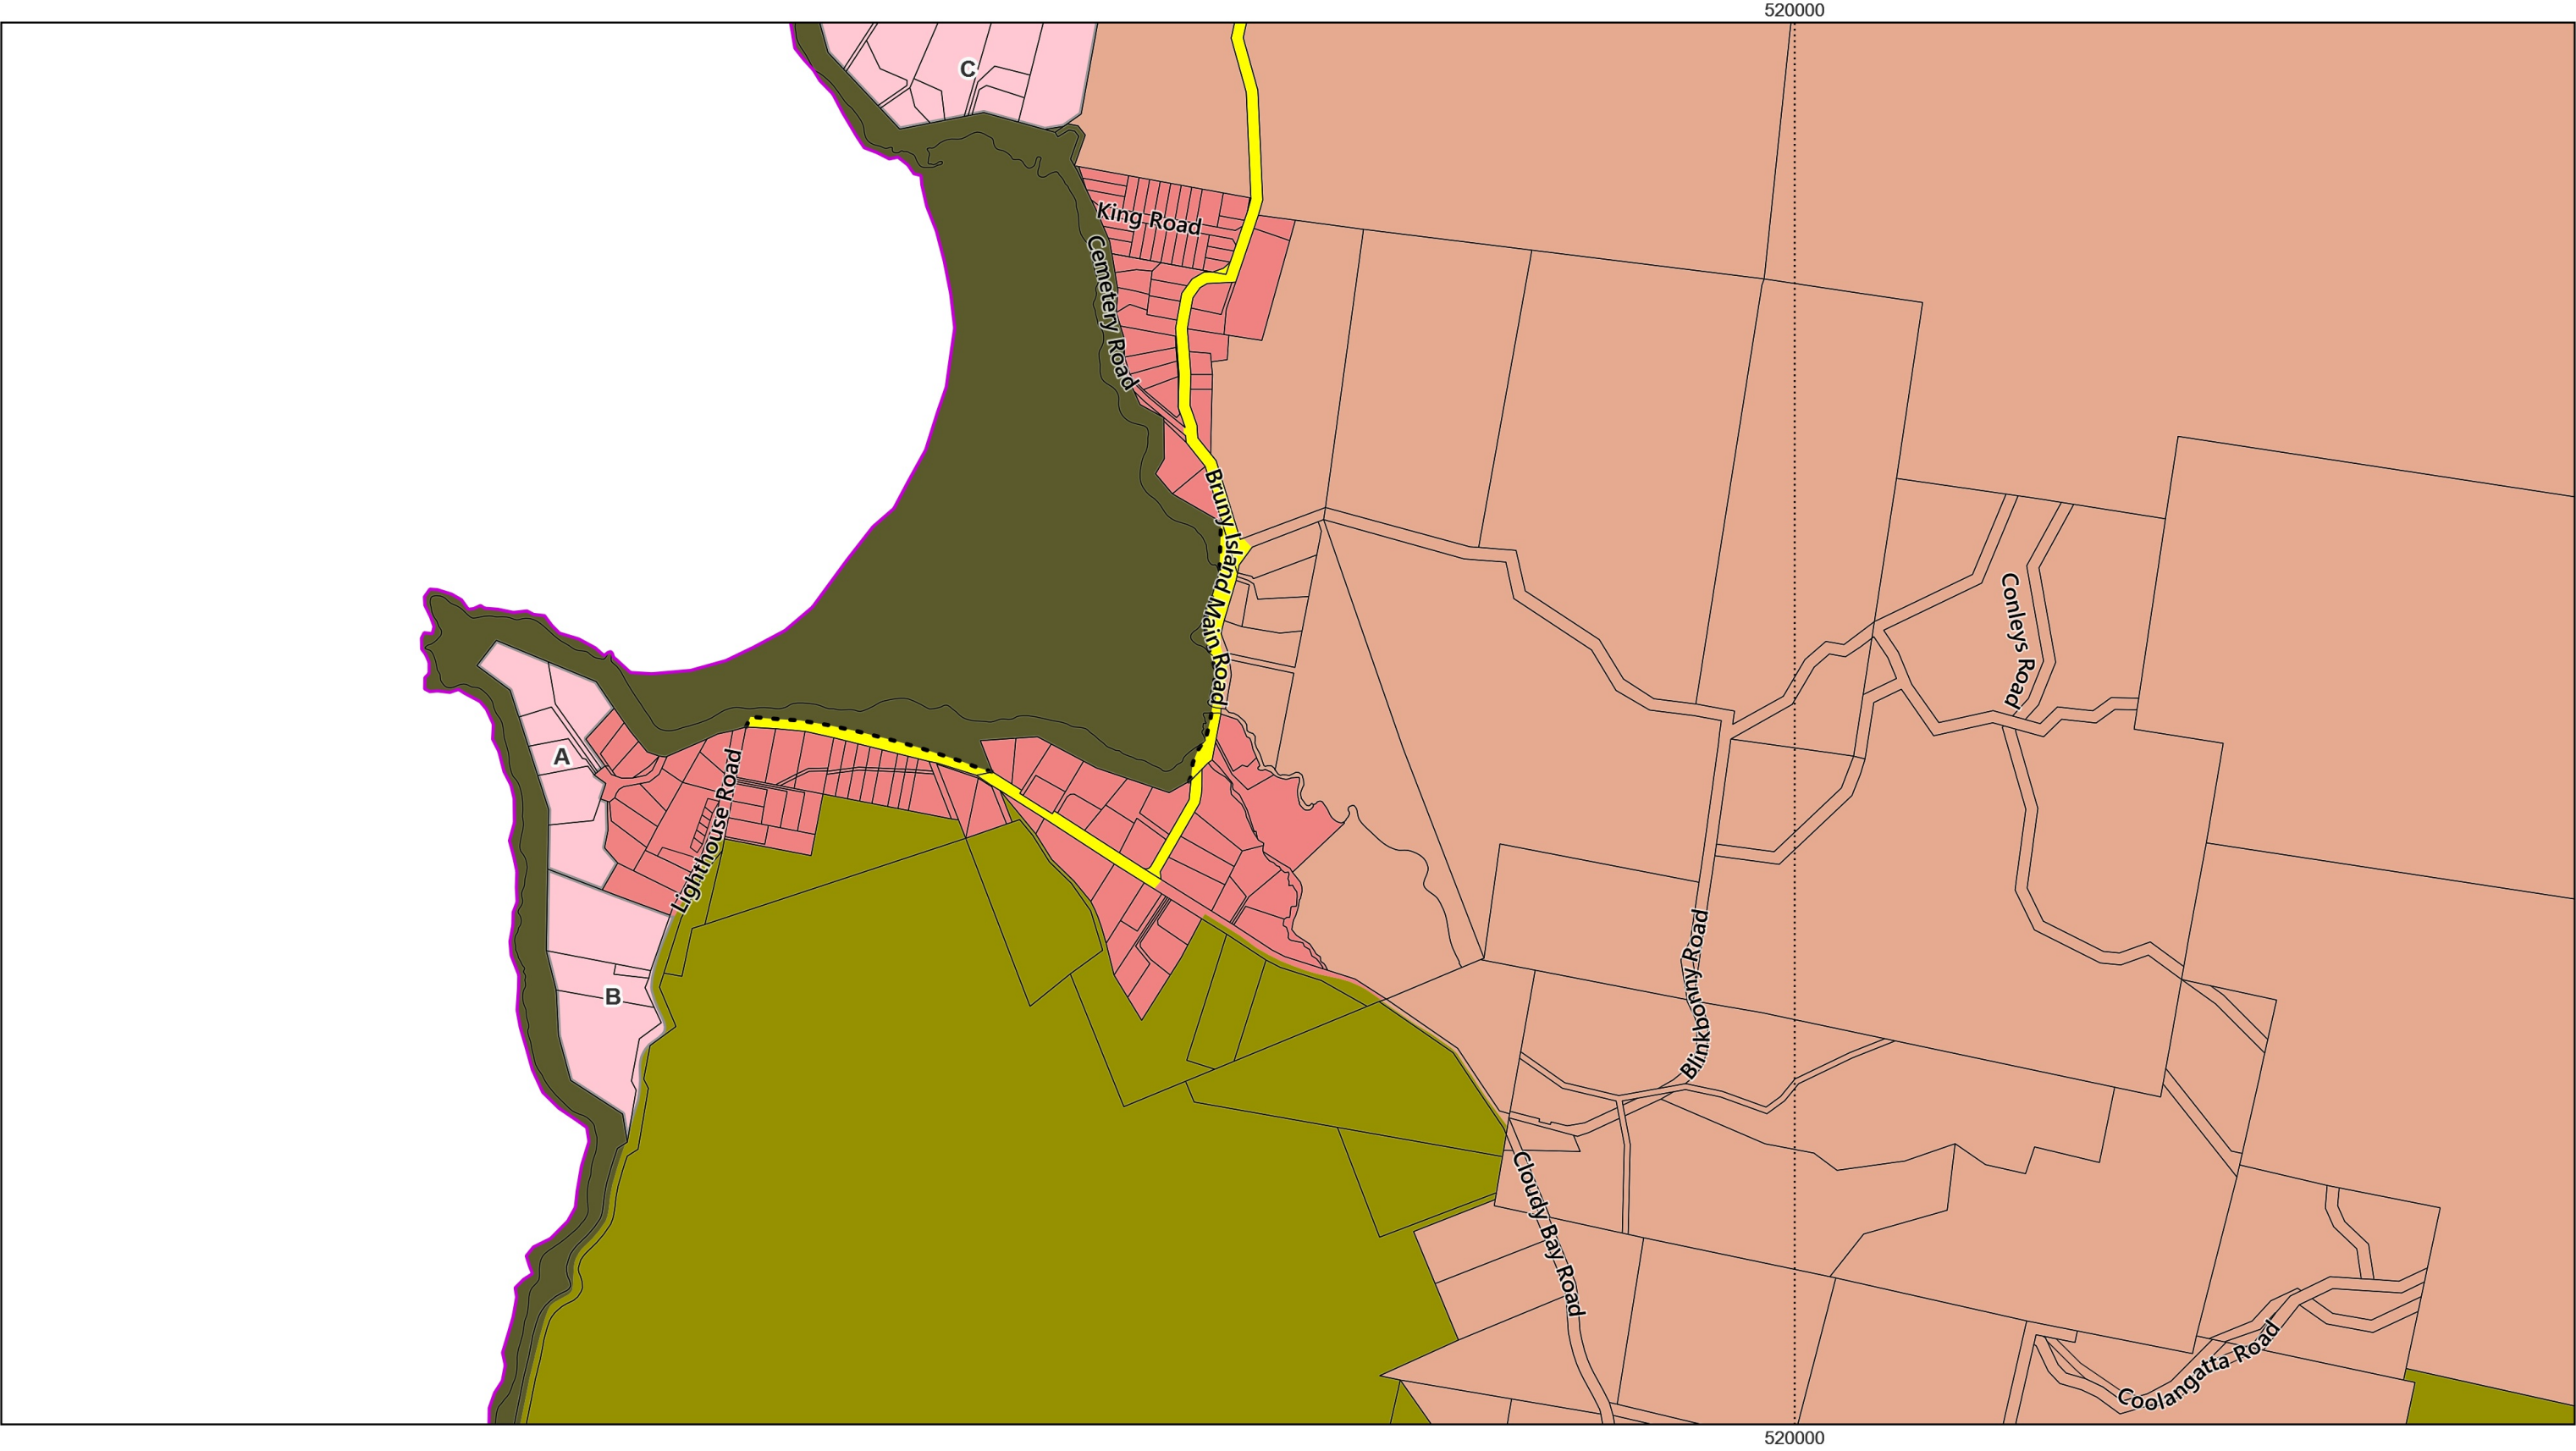 520000
C
King Road
Cemetery Road
Bruny Island Main Road
Conleys Road
A
Lighthouse Road
B
Blinkbonny Road
Cloudy Bay Road
Coolangatta Road
520000